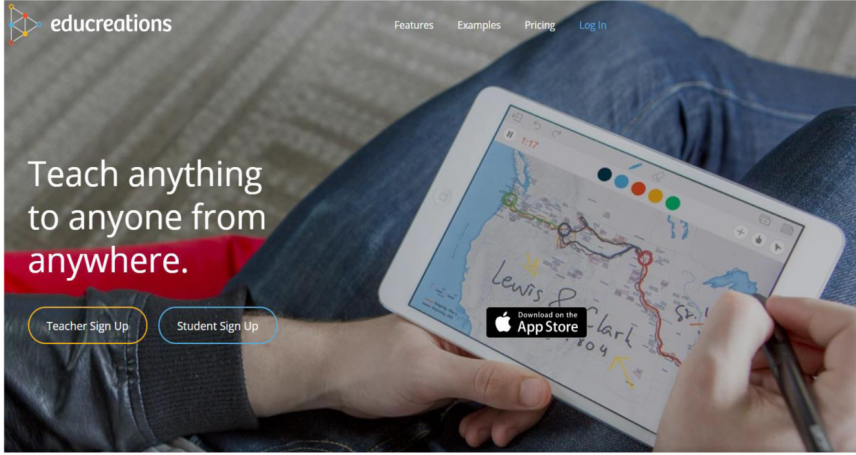 educreations
Features Examples Pricing Log In
Teach anything
to anyone from
anywhere.
Teacher Sign Up Student Sign Up
1:17
Lewis &
Clark
1804
Download on the
App Store